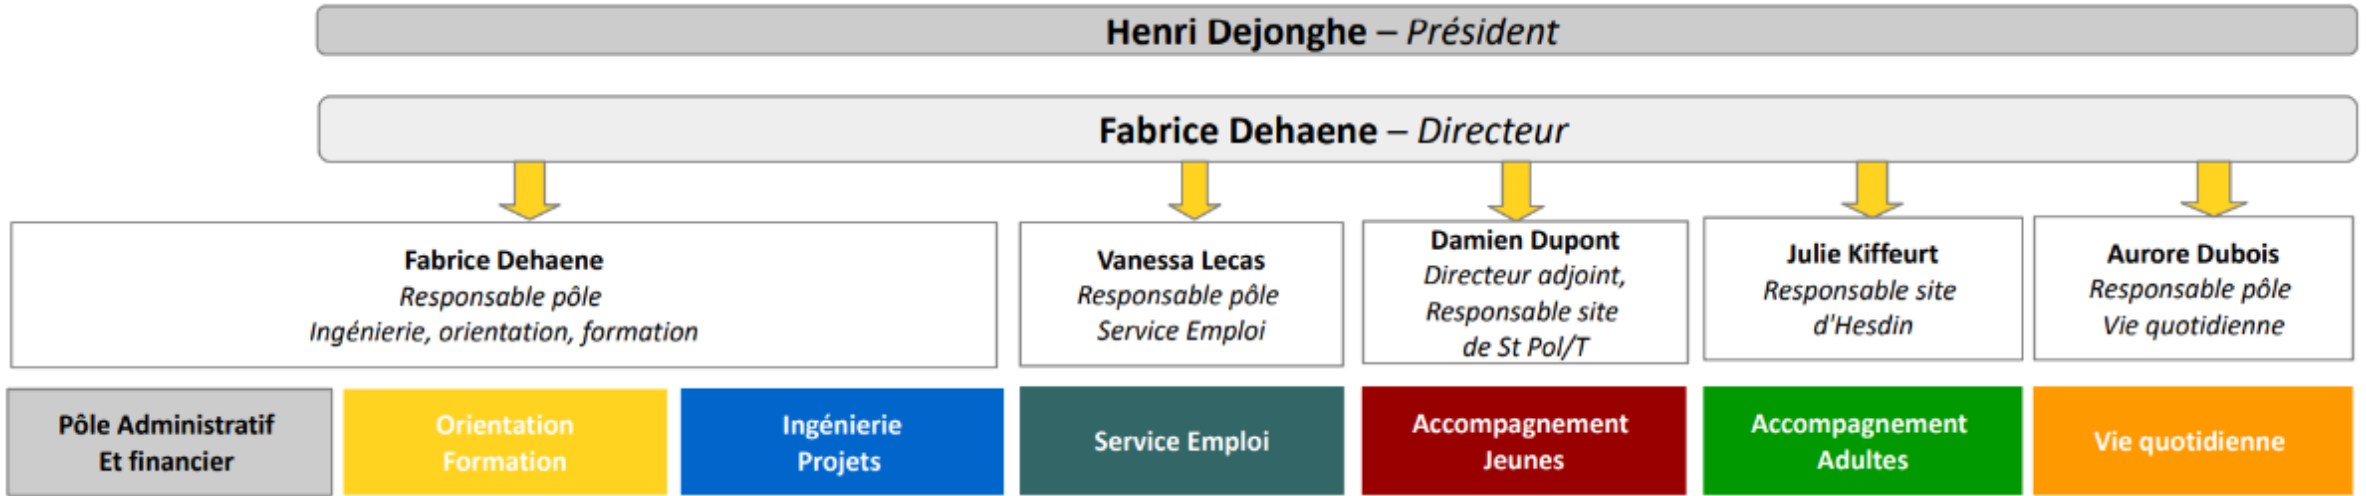 Henri Dejonghe – Président
Fabrice Dehaene – Directeur
Fabrice Dehaene
Responsable pôle
Ingénierie, orientation, formation
Vanessa Lecas
Responsable pôle
Service Emploi
Damien Dupont
Directeur adjoint,
Responsable site
de St Pol/T
Julie Kiffeurt
Responsable site
d'Hesdin
Aurore Dubois
Responsable pôle
Vie quotidienne
Pôle Administratif
Et financier
Orientation
Formation
Ingénierie
Projets
Service Emploi
Accompagnement
Jeunes
Accompagnement
Adultes
Vie quotidienne